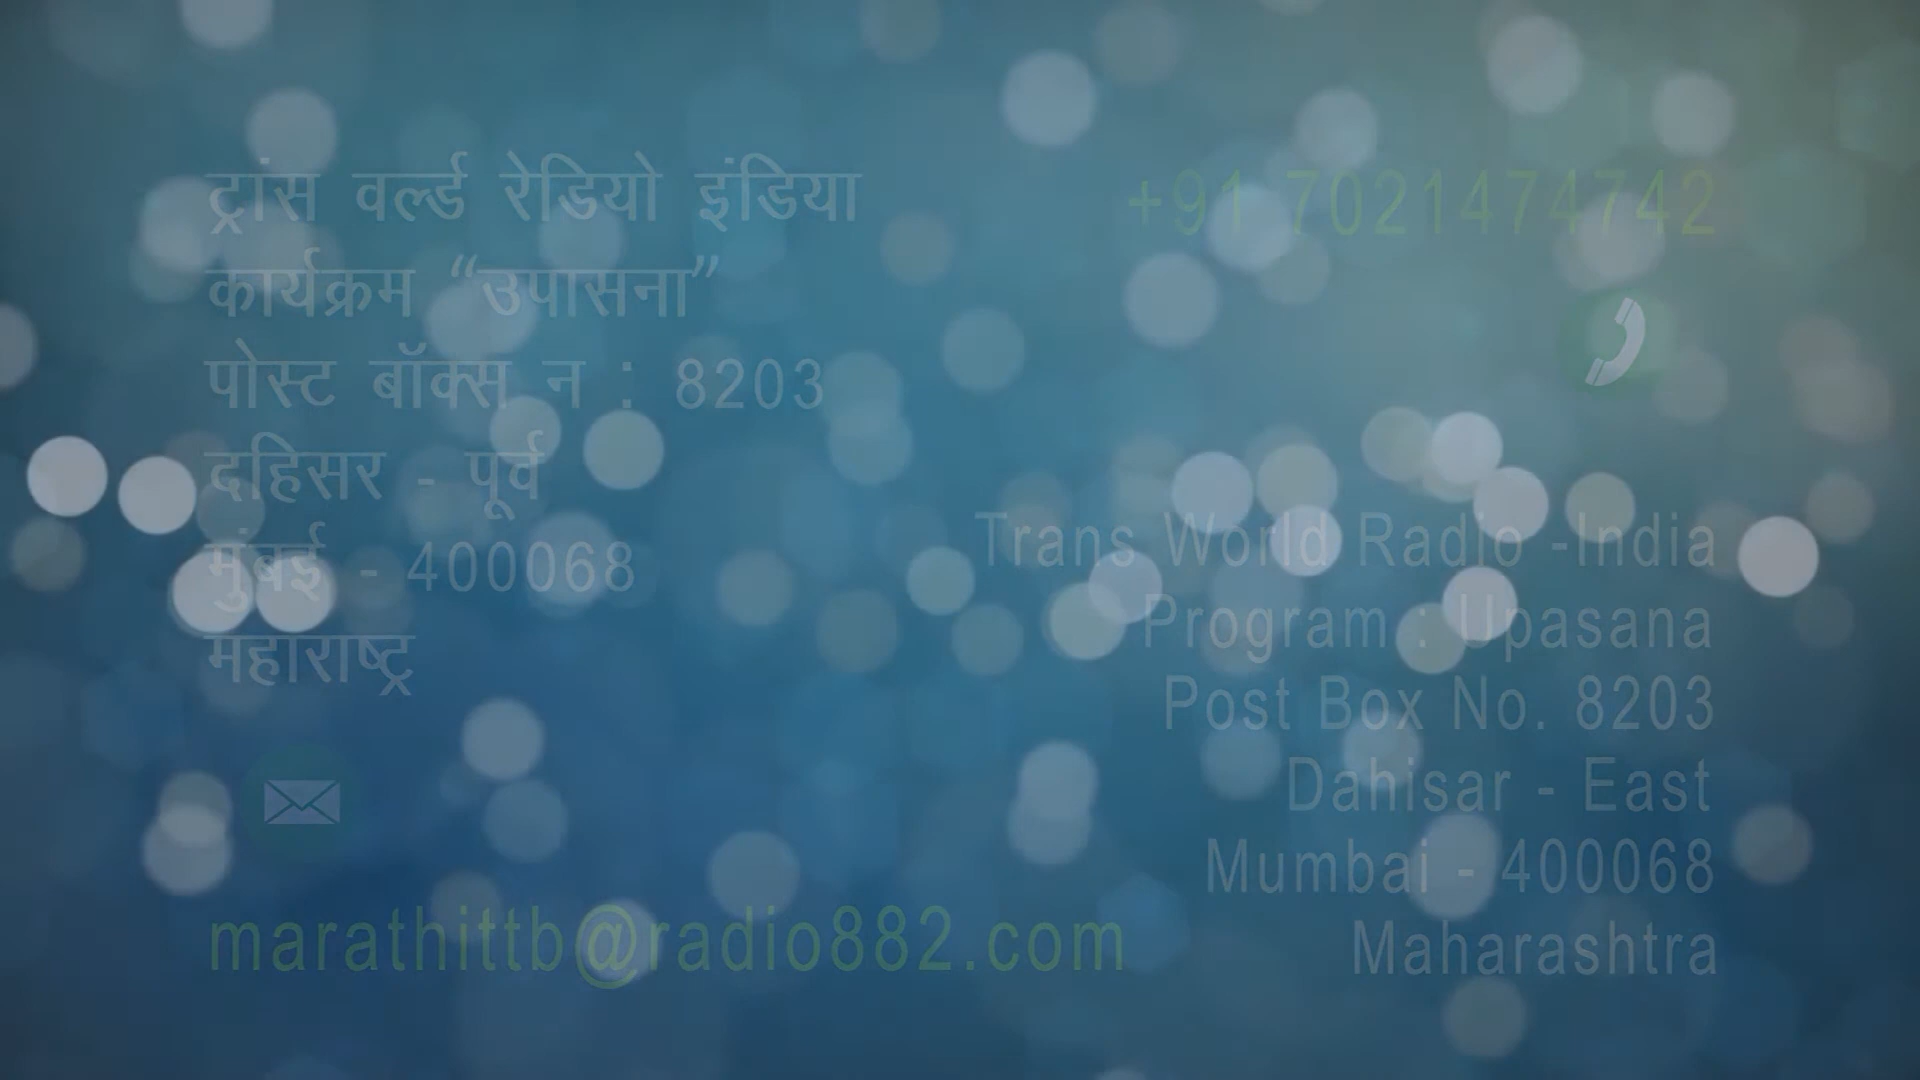 ट्रांस वर्ल्ड रेडियो इंडिया
कार्यक्रम “उपासना”
पोस्ट बॉक्स न : 8203
दहिसर - पूर्व
मुंबई - 400068
महाराष्ट्र
marathittb@radio882.com
+91 7021474742
Trans World Radio -India
Program : Upasana
Post Box No. 8203
Dahisar - East
Mumbai - 400068
Maharashtra